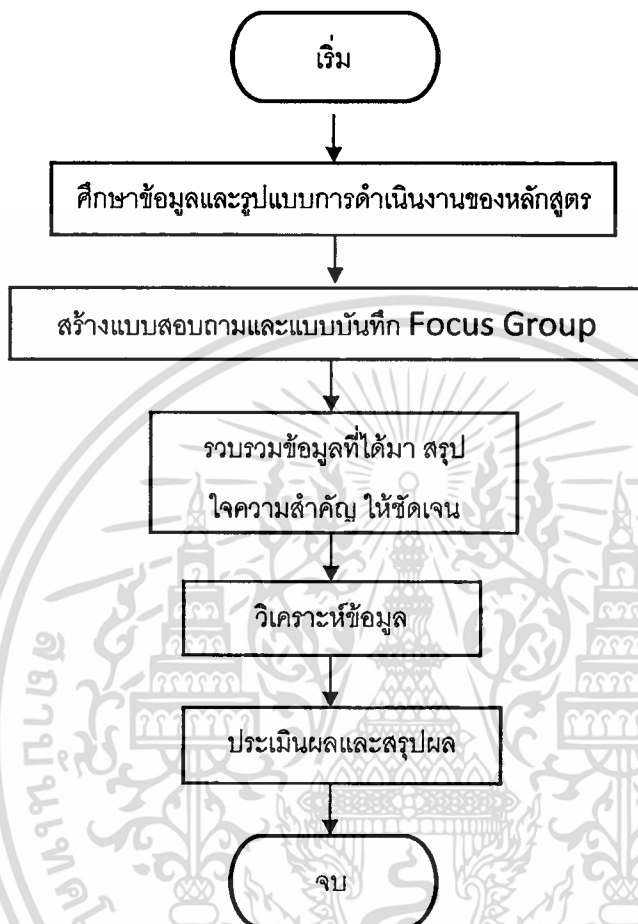 เริ่ม
ศึกษาข้อมูลและรูปแบบการดำเนินงานของหลักสูตร
สร้างแบบสอบถามและแบบบันทึก Focus Group
รวบรวมข้อมูลที่ได้มา สรุป
ใจความสำคัญ ให้ชัดเจน
วิเคราะห์ข้อมูล
ประเมินผลและสรุปผล
จบ